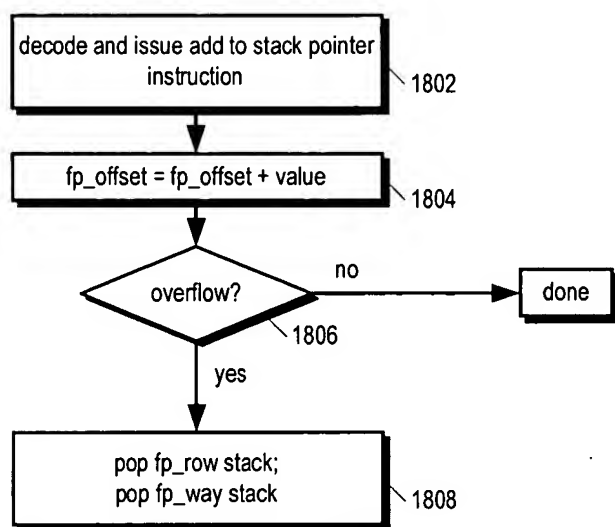 decode and issue add to stack pointer
instruction
1802
fp_offset = fp_offset + value
1804
overflow?
no
done
1806
yes
pop fp_row stack;
pop fp_way stack
1808